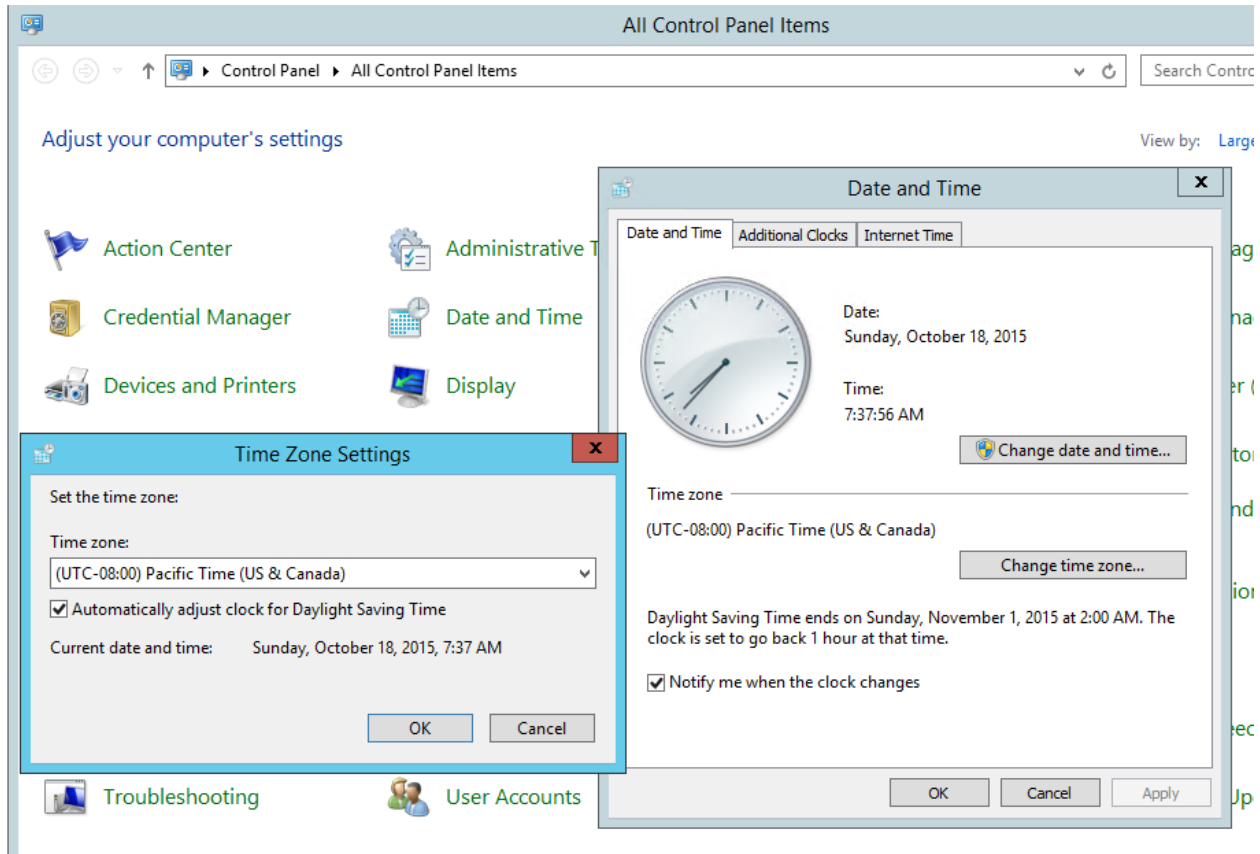 All Control Panel Items
Control Panel All Control Panel Items
Search Contro
Adjust your computer's settings
View by: Large
Action Center
Administrative T
Credential Manager
Date and Time
Devices and Printers
Display
Troubleshooting
User Accounts
Date and Time
x
Date and Time Additional Clocks Internet Time
Date:
Sunday, October 18, 2015
Time:
7:37:56 AM
Change date and time...
Time zone
(UTC-08:00) Pacific Time (US & Canada)
Change time zone...
Daylight Saving Time ends on Sunday, November 1, 2015 at 2:00 AM. The
clock is set to go back 1 hour at that time.
Notify me when the clock changes
OK Cancel Apply
Time Zone Settings
x
Set the time zone:
Time zone:
(UTC-08:00) Pacific Time (US & Canada)
Automatically adjust clock for Daylight Saving Time
Current date and time: Sunday, October 18, 2015, 7:37 AM
OK Cancel